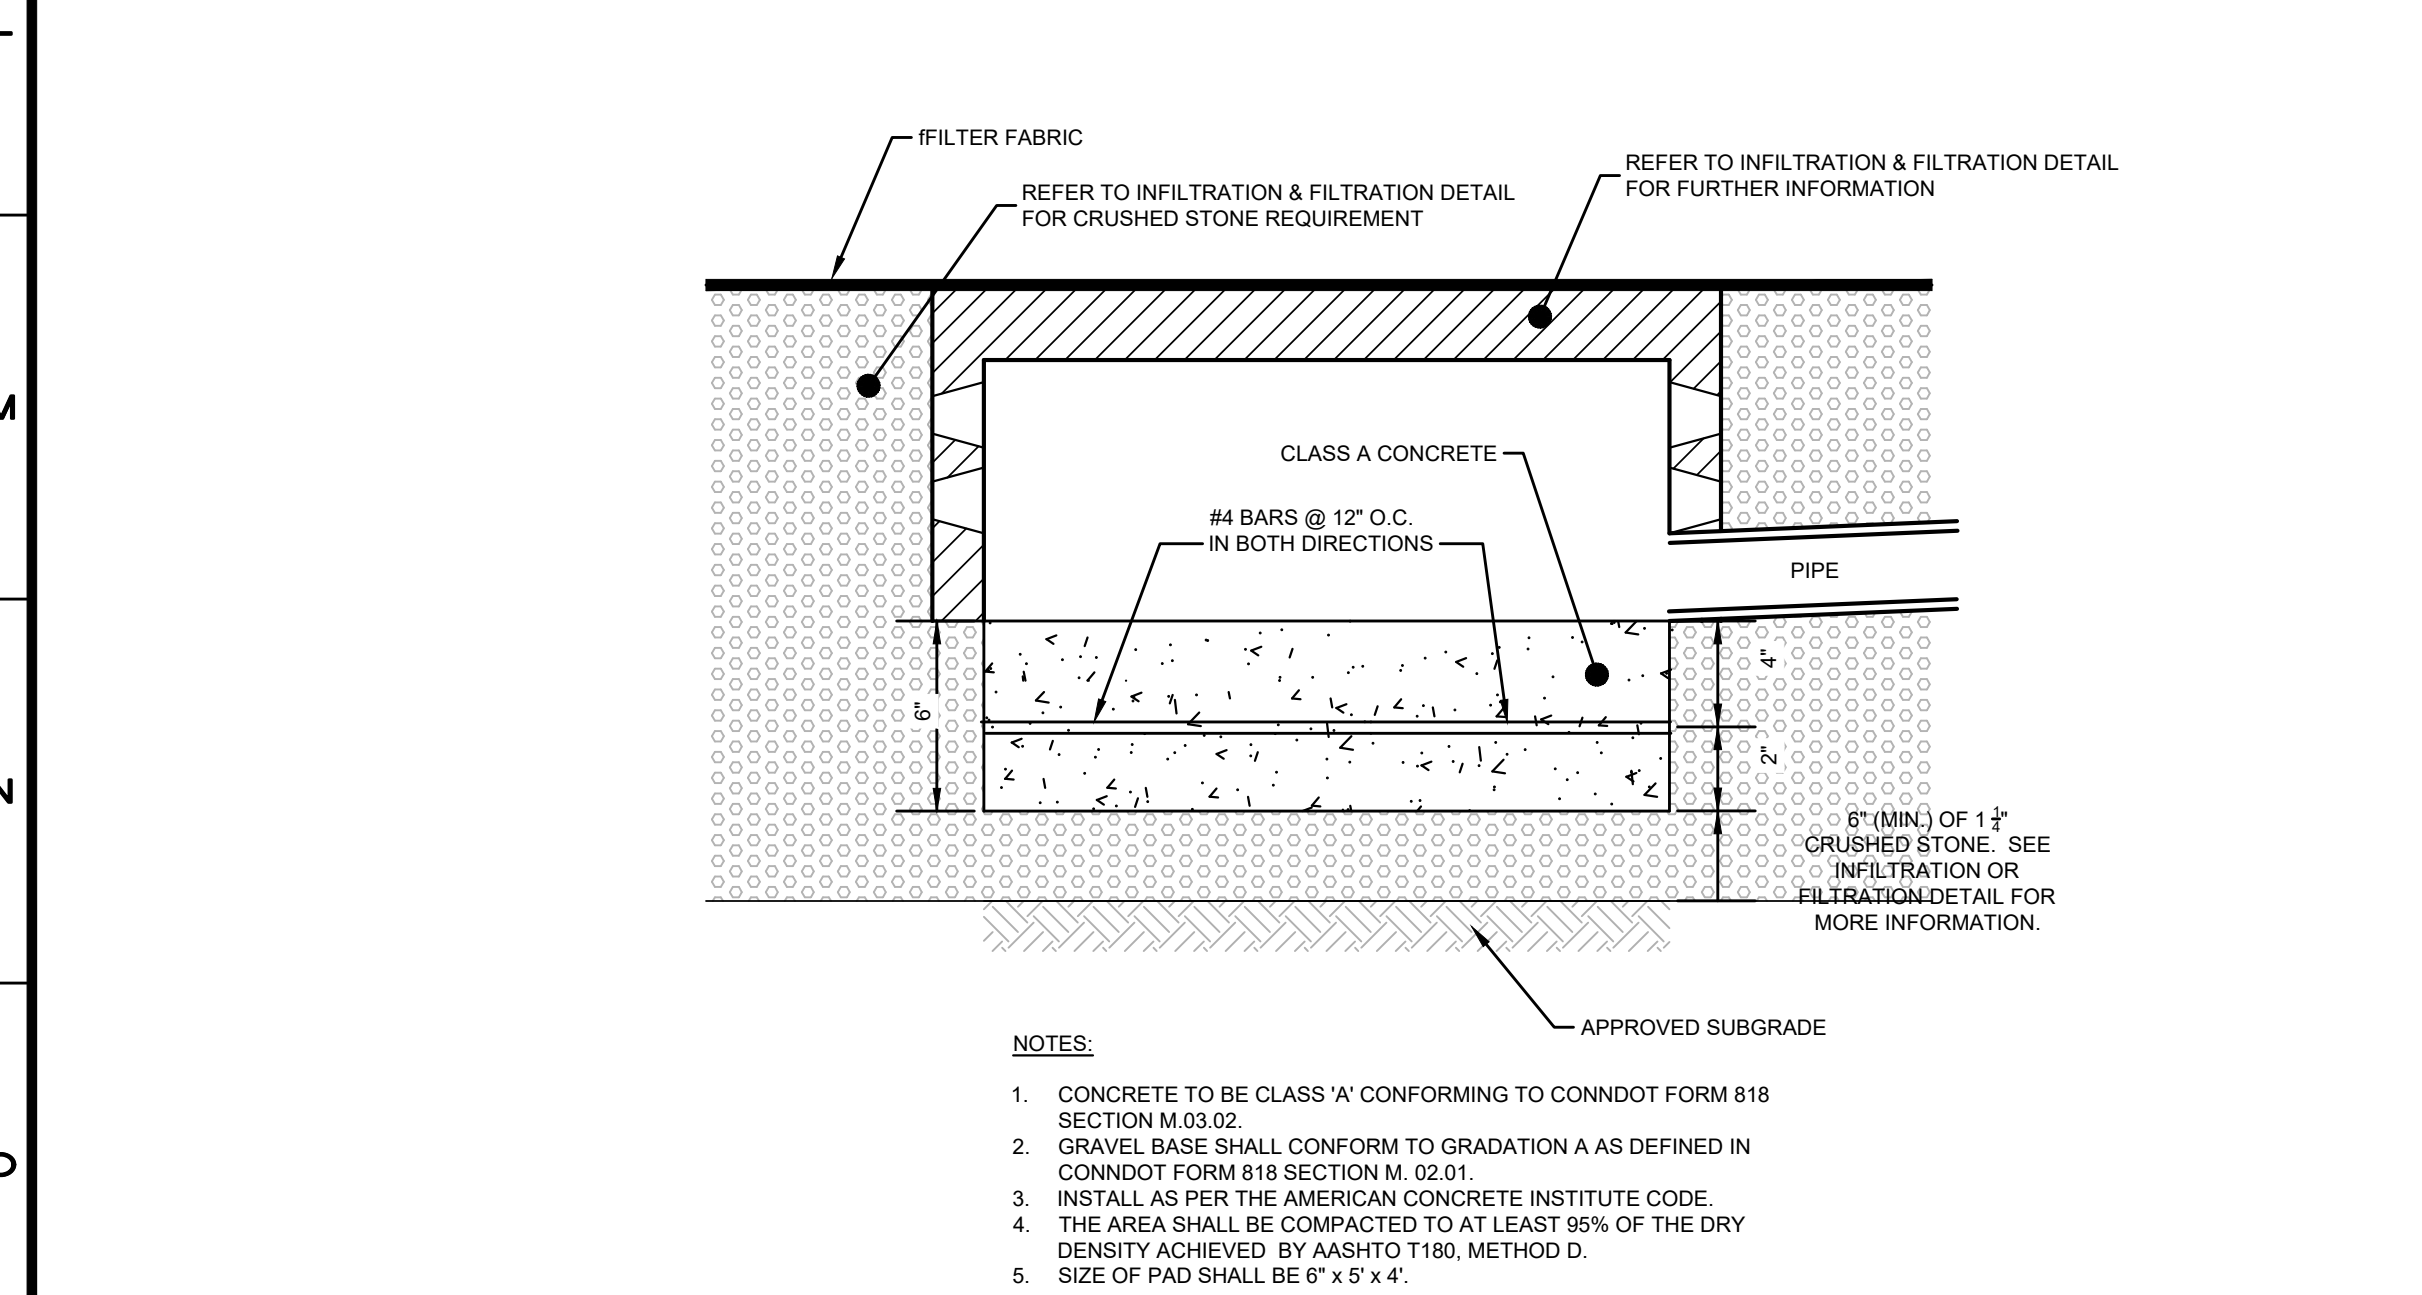 fFILTER FABRIC
REFER TO INFILTRATION & FILTRATION DETAIL
FOR CRUSHED STONE REQUIREMENT
REFER TO INFILTRATION & FILTRATION DETAIL
FOR FURTHER INFORMATION
CLASS A CONCRETE
#4 BARS @ 12" O.C.
IN BOTH DIRECTIONS
PIPE
M
6"
4"
2"
N
6" (MIN.) OF 1 1/4"
CRUSHED STONE. SEE
INFILTRATION OR
FILTRATION DETAIL FOR
MORE INFORMATION.
APPROVED SUBGRADE
NOTES:
1. CONCRETE TO BE CLASS 'A' CONFORMING TO CONNDOT FORM 818
SECTION M.03.02.
2. GRAVEL BASE SHALL CONFORM TO GRADATION A AS DEFINED IN
CONNDOT FORM 818 SECTION M. 02.01.
3. INSTALL AS PER THE AMERICAN CONCRETE INSTITUTE CODE.
4. THE AREA SHALL BE COMPACTED TO AT LEAST 95% OF THE DRY
DENSITY ACHIEVED BY AASHTO T180, METHOD D.
5. SIZE OF PAD SHALL BE 6" x 5' x 4'.